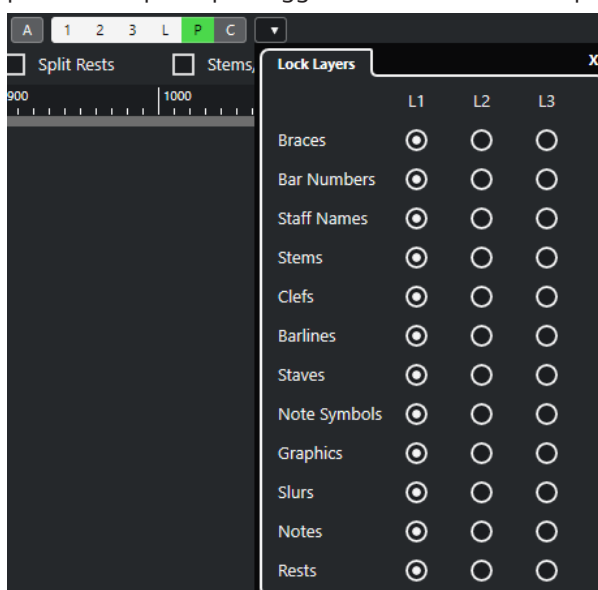 A 1 2 3 L P C
Split Rests Stems/
Lock Layers X
900 1000
L1 L2 L3
Braces
Bar Numbers
Staff Names
Stems
Clefs
Barlines
Staves
Note Symbols
Graphics
Slurs
Notes
Rests